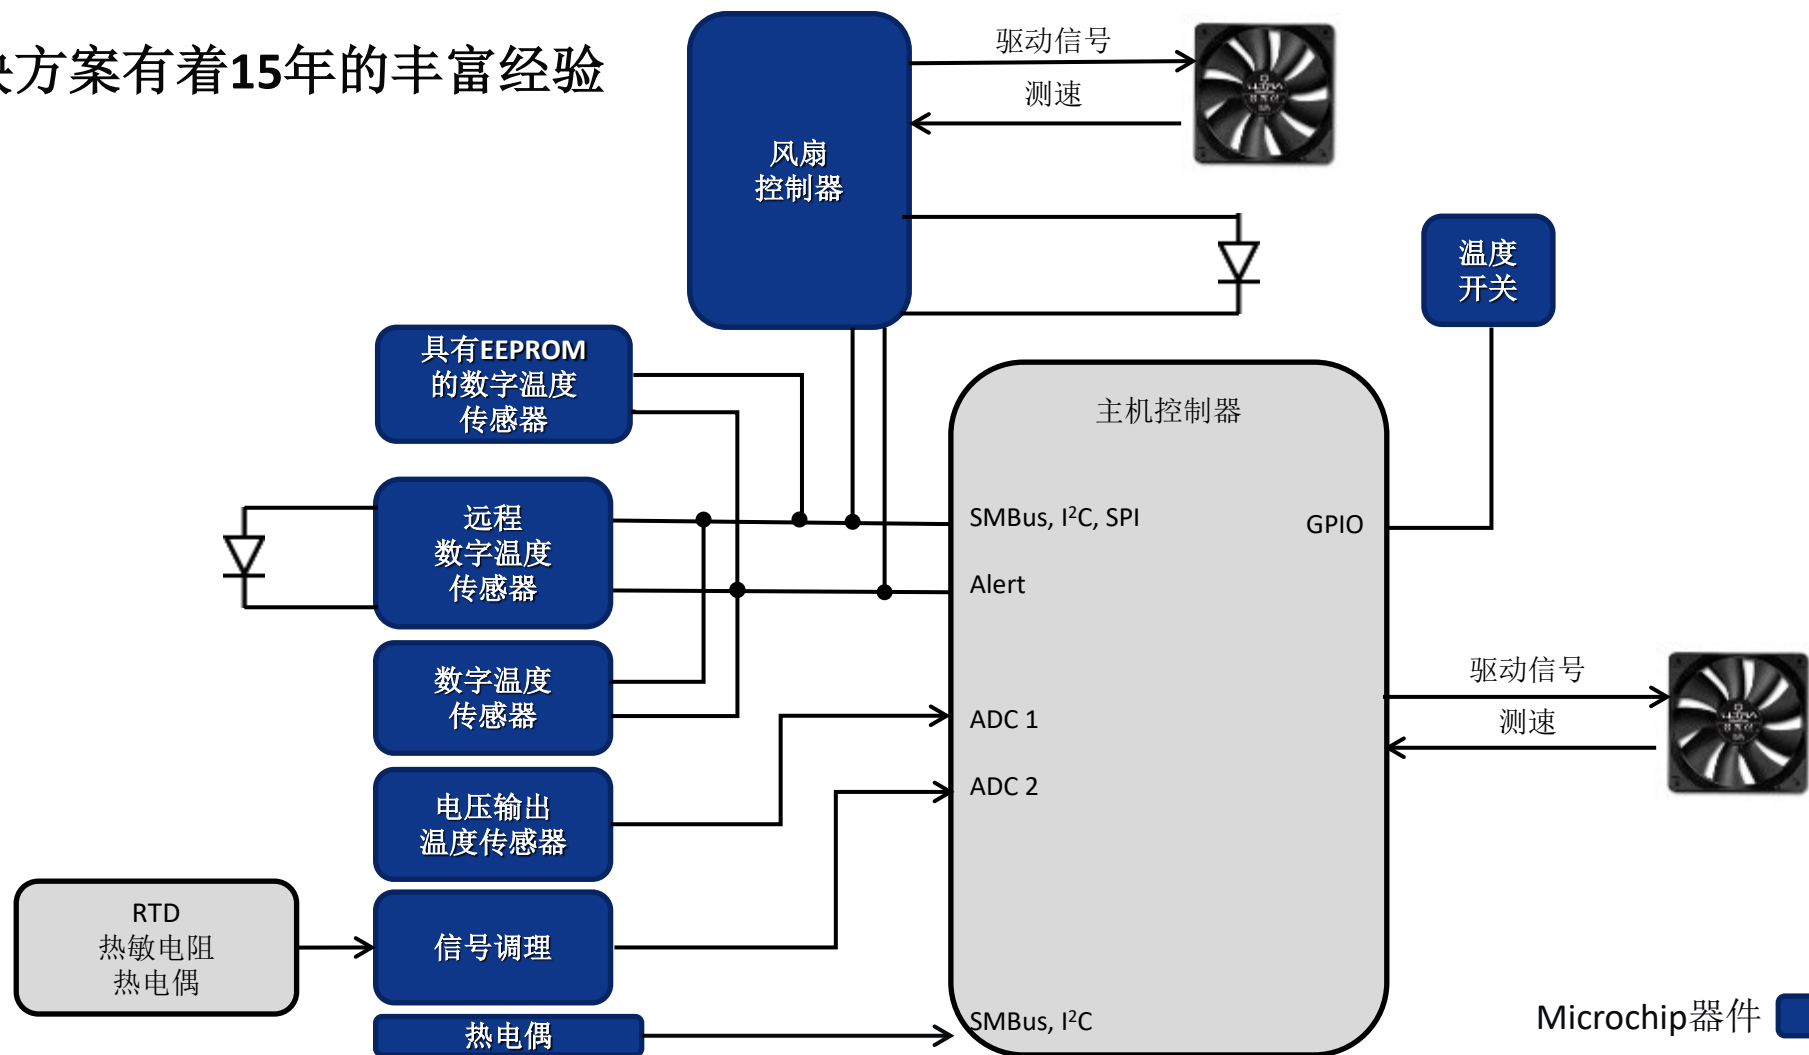 决方案有着15年的丰富经验
驱动信号
测速
风扇
控制器
温度
开关
具有EEPROM
的数字温度
传感器
主机控制器
远程
数字温度
传感器
SMBus, I²C, SPI
GPIO
Alert
数字温度
传感器
驱动信号
测速
ADC 1
ADC 2
电压输出
温度传感器
RTD
热敏电阻
热电偶
信号调理
热电偶
SMBus, I²C
Microchip器件